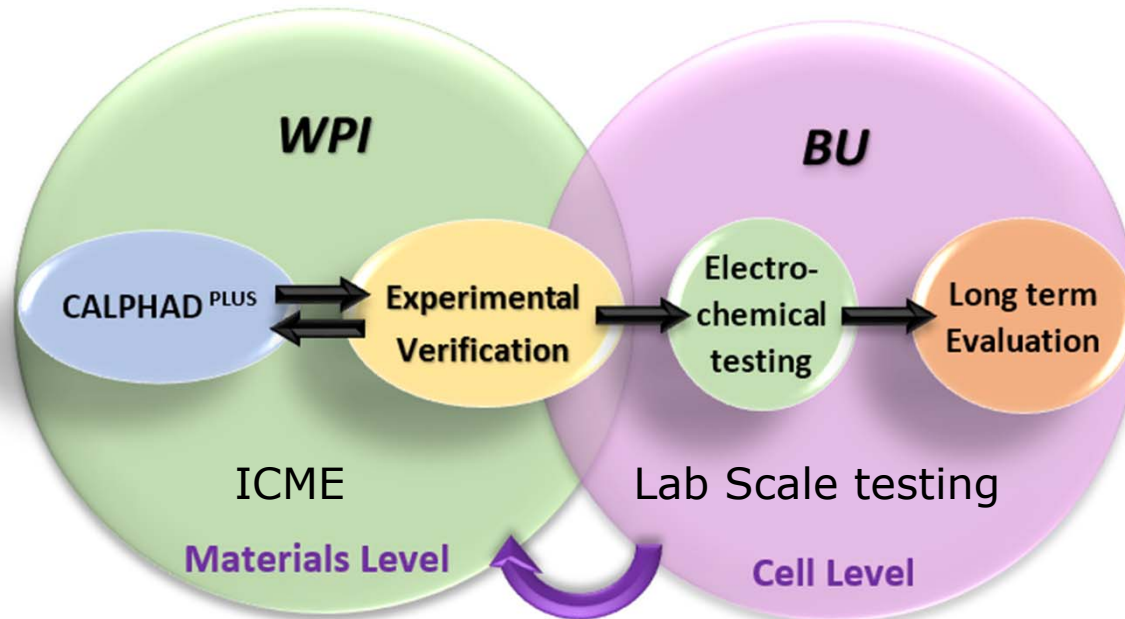 WPI
BU
CALPHAD PLUS
Experimental
Verification
Electro-
chemical
testing
Long term
Evaluation
ICME
Lab Scale testing
Materials Level
Cell Level